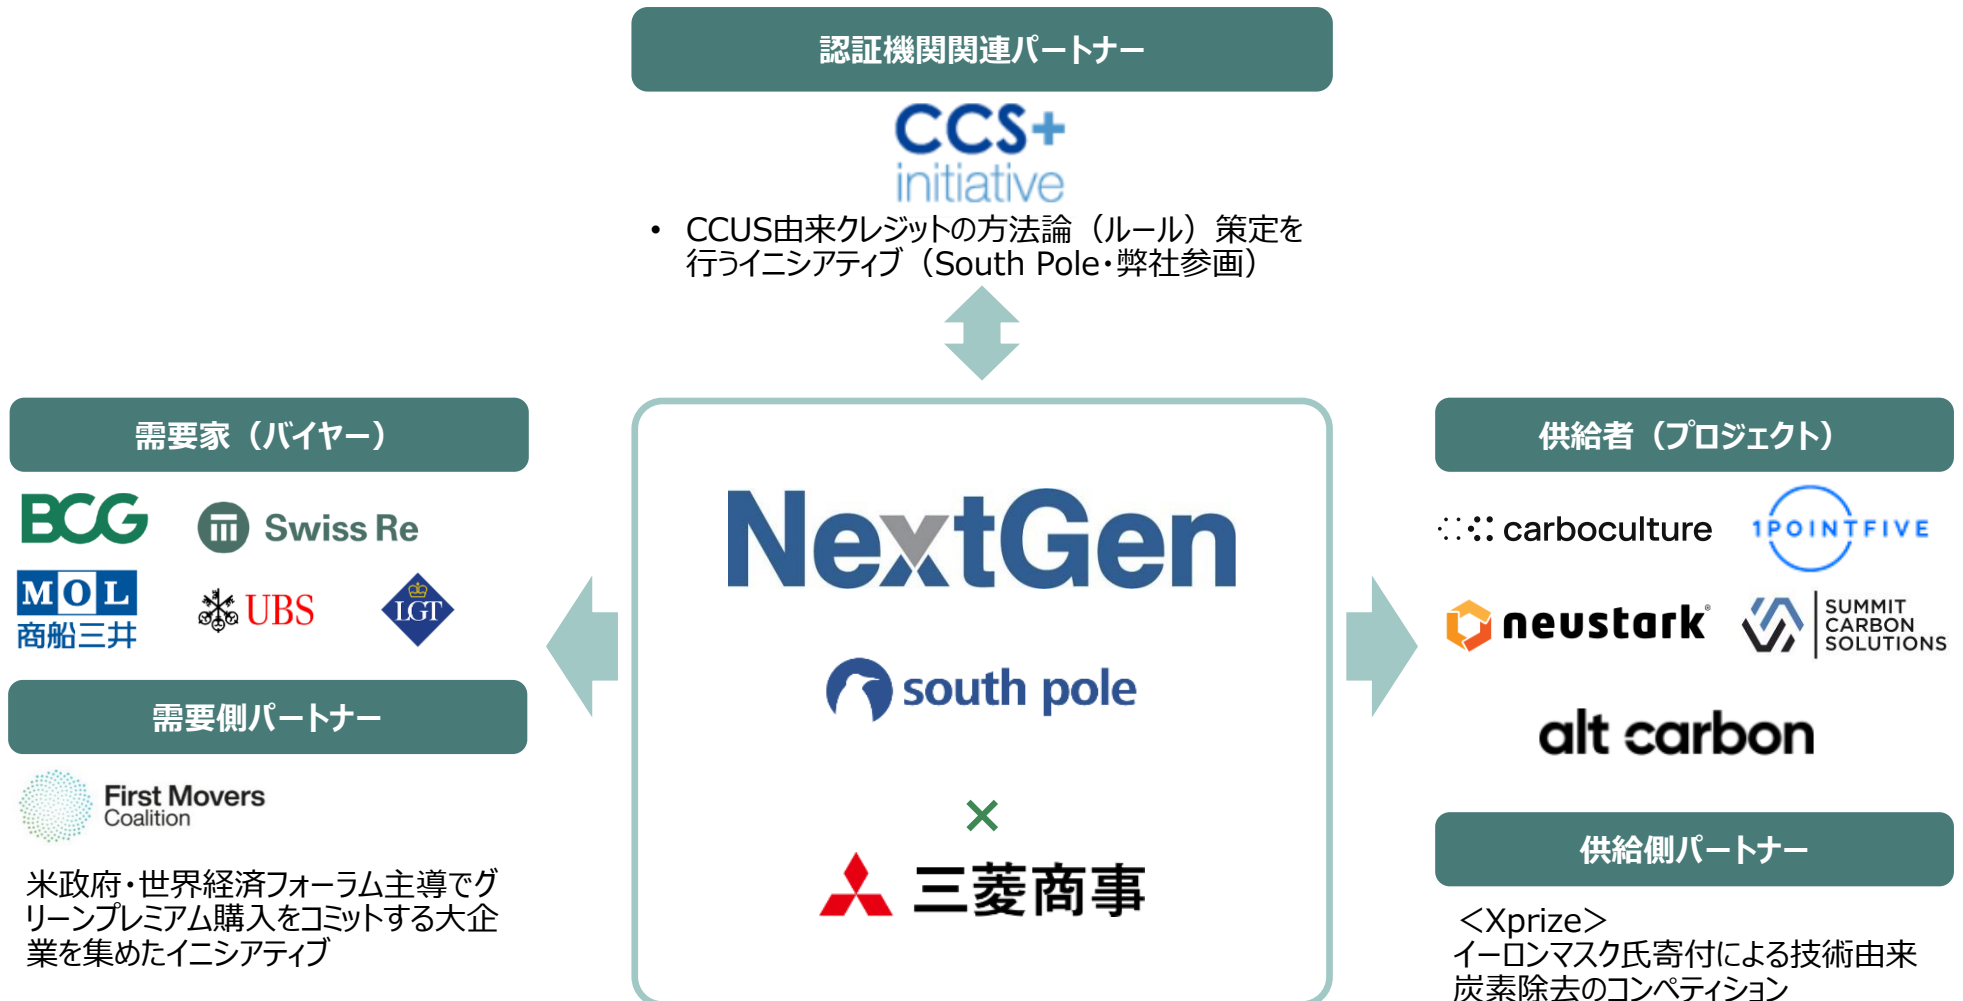 認証機関関連パートナー
CCS+
initiative
• CCUS由来クレジットの方法論（ルール）策定を
行うイニシアティブ（South Pole・弊社参画）
需要家（バイヤー）
BCG
Swiss Re
MOL
商船三井
UBS
LGT
需要側パートナー
First Movers
Coalition
米政府・世界経済フォーラム主導でグ
リーンプレミアム購入をコミットする大企
業を集めたイニシアティブ
NextGen
south pole
×
三菱商事
供給者（プロジェクト）
carboculture
1POINTFIVE
neustark®
SUMMIT
CARBON
SOLUTIONS
alt carbon
供給側パートナー
＜Xprize＞
イーロンマスク氏寄付による技術由来
炭素除去のコンペティション